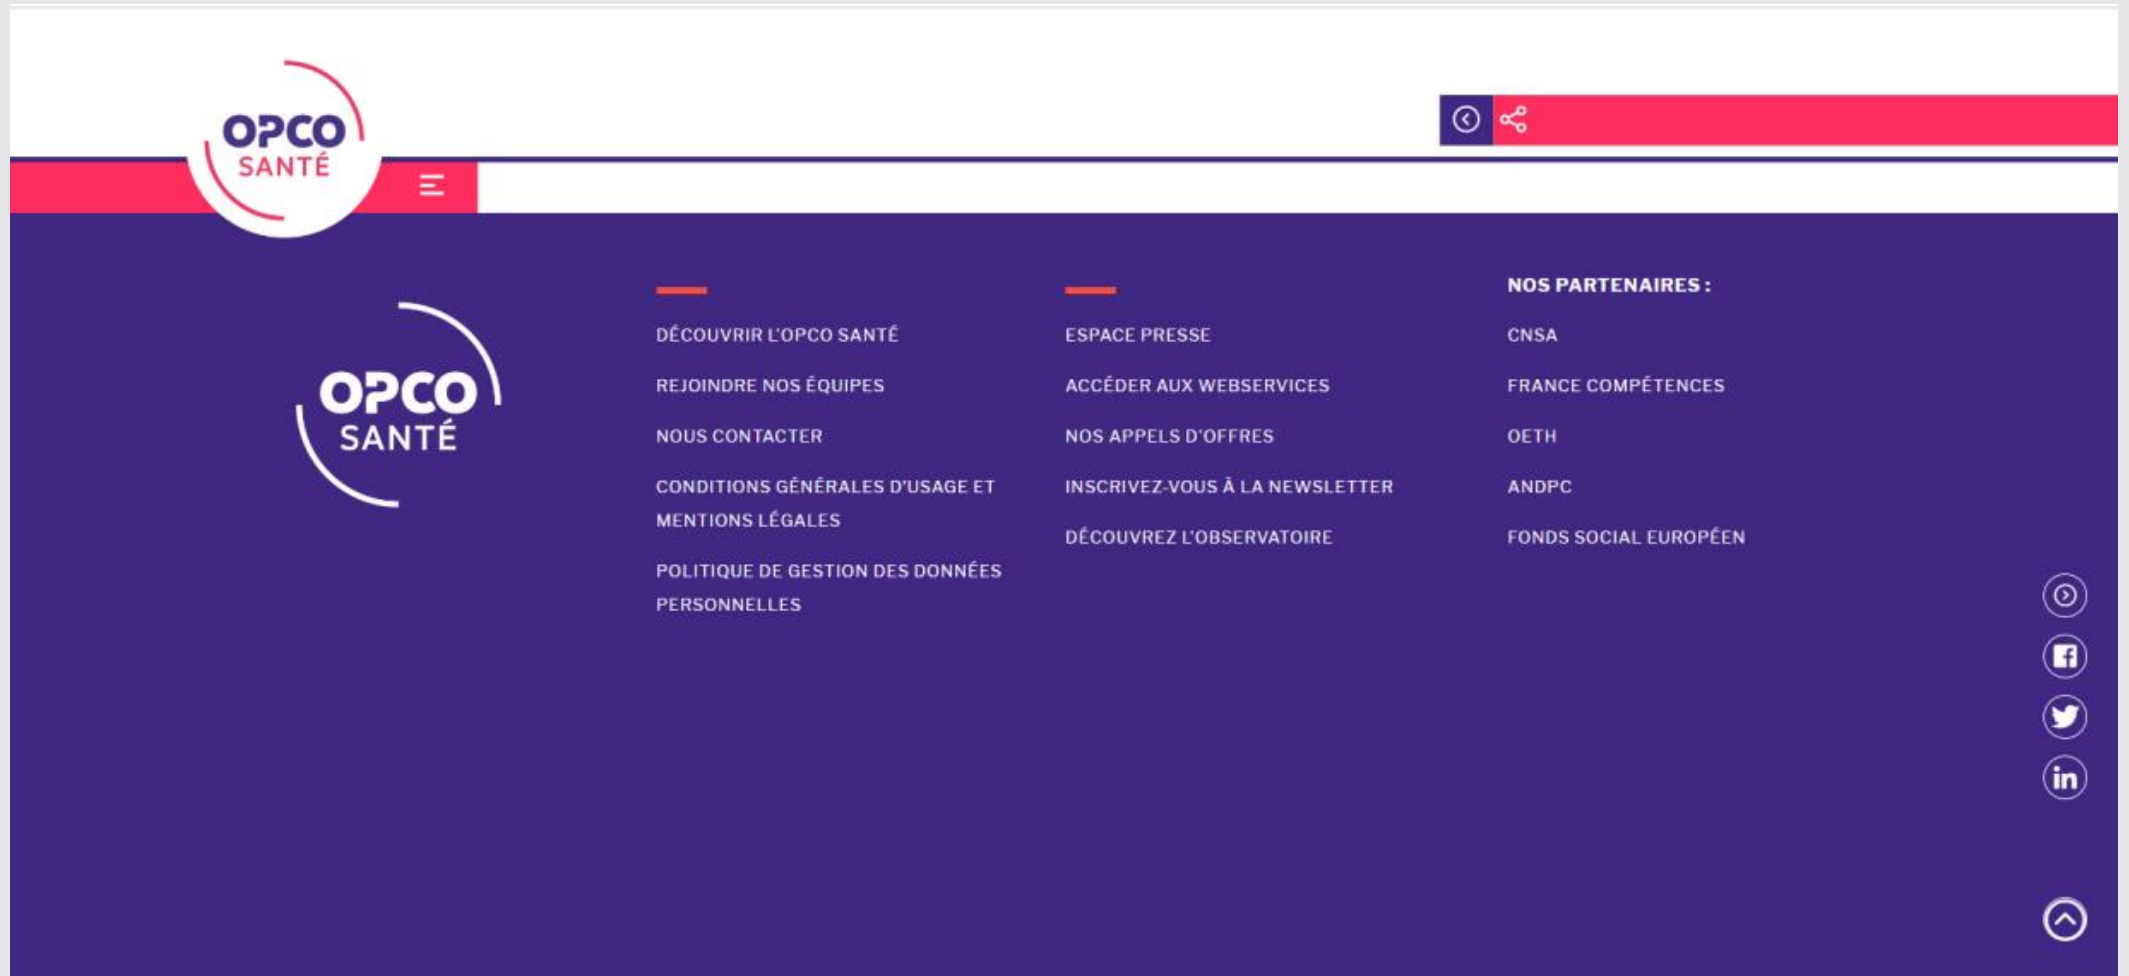 OPCO
SANTÉ
OPCO
SANTÉ
DÉCOUVRIR L'OPCO SANTÉ
REJOINDRE NOS ÉQUIPES
NOUS CONTACTER
CONDITIONS GÉNÉRALES D'USAGE ET
MENTIONS LÉGALES
POLITIQUE DE GESTION DES DONNÉES
PERSONNELLES
ESPACE PRESSE
ACCÉDER AUX WEBSERVICES
NOS APPELS D'OFFRES
INSCRIVEZ-VOUS À LA NEWSLETTER
DÉCOUVREZ L'OBSERVATOIRE
NOS PARTENAIRES :
CNSA
FRANCE COMPÉTENCES
OETH
ANDPC
FONDS SOCIAL EUROPÉEN